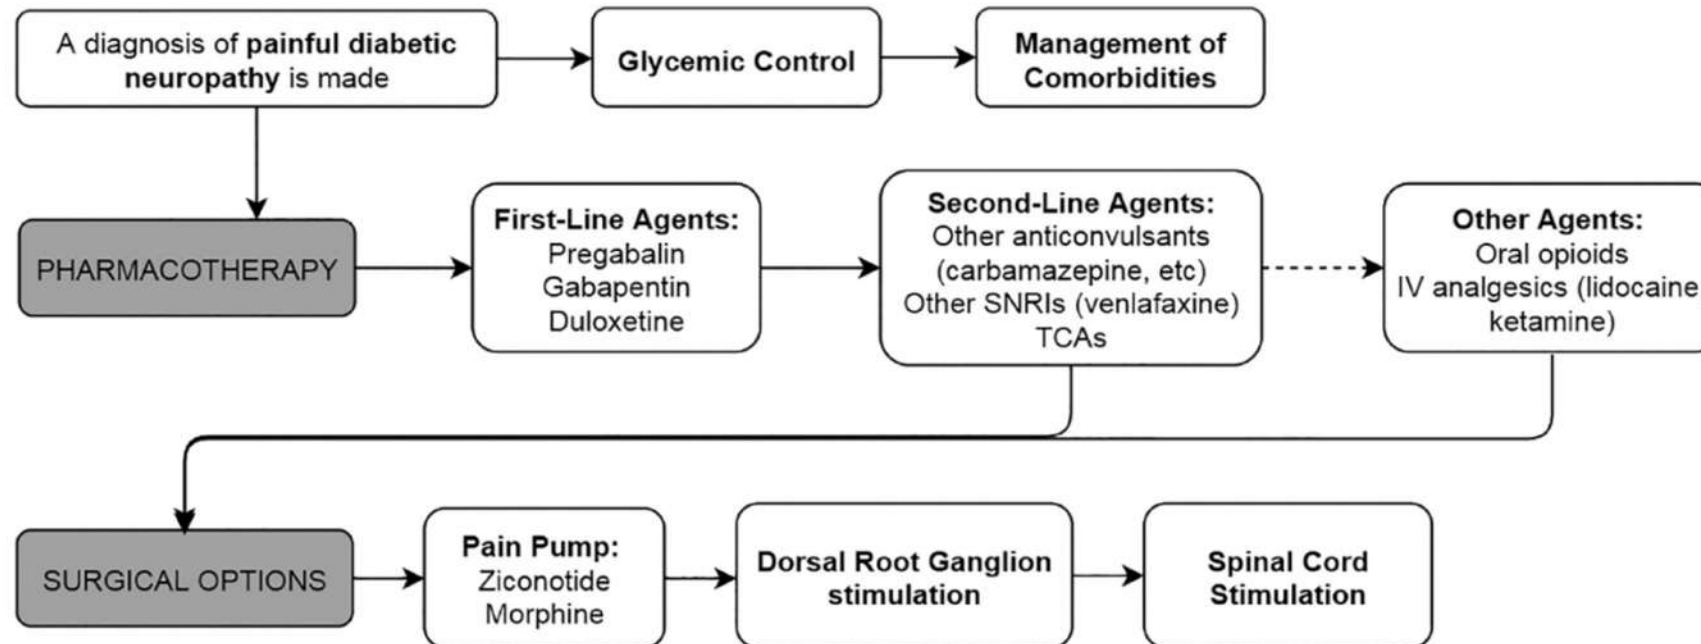 A diagnosis of painful diabetic
neuropathy is made
Glycemic Control
Management of
Comorbidities
PHARMACOTHERAPY
First-Line Agents:
Pregabalin
Gabapentin
Duloxetine
Second-Line Agents:
Other anticonvulsants
(carbamazepine, etc)
Other SNRIs (venlafaxine)
TCAs
Other Agents:
Oral opioids
IV analgesics (lidocaine
ketamine)
SURGICAL OPTIONS
Pain Pump:
Ziconotide
Morphine
Dorsal Root Ganglion
stimulation
Spinal Cord
Stimulation